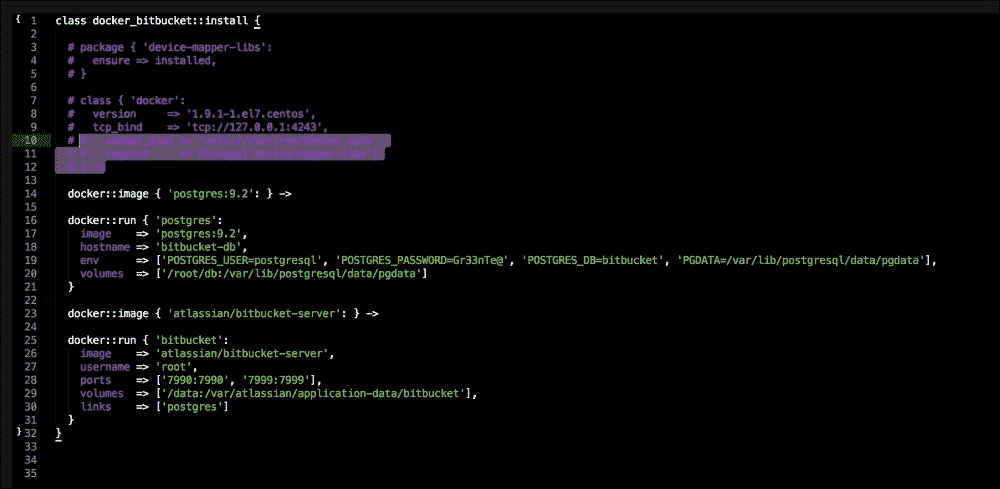 { 1 class docker_bitbucket::install {
2
3 # package { 'device-mapper-libs':
4 #   ensure => installed,
5 # }
6
7 # class { 'docker':
8 #   version     => '1.9.1-1.el7.centos',
9 #   tcp_bind    => 'tcp://127.0.0.1:4243',
10 #
11 #
12 #
13
14 docker::image { 'postgres:9.2': } ->
15
16 docker::run { 'postgres':
17   image    => 'postgres:9.2',
18   hostname => 'bitbucket-db',
19   env      => ['POSTGRES_USER=postgresql', 'POSTGRES_PASSWORD=Gr33nTe@', 'POSTGRES_DB=bitbucket', 'PGDATA=/var/lib/postgresql/data/pgdata'],
20   volumes  => ['/root/db:/var/lib/postgresql/data/pgdata']
21 }
22
23 docker::image { 'atlassian/bitbucket-server': } ->
24
25 docker::run { 'bitbucket':
26   image    => 'atlassian/bitbucket-server',
27   username => 'root',
28   ports    => ['7990:7990', '7999:7999'],
29   volumes  => ['/data:/var/atlassian/application-data/bitbucket'],
30   links    => ['postgres']
31 }
} 32 }
33
34
35